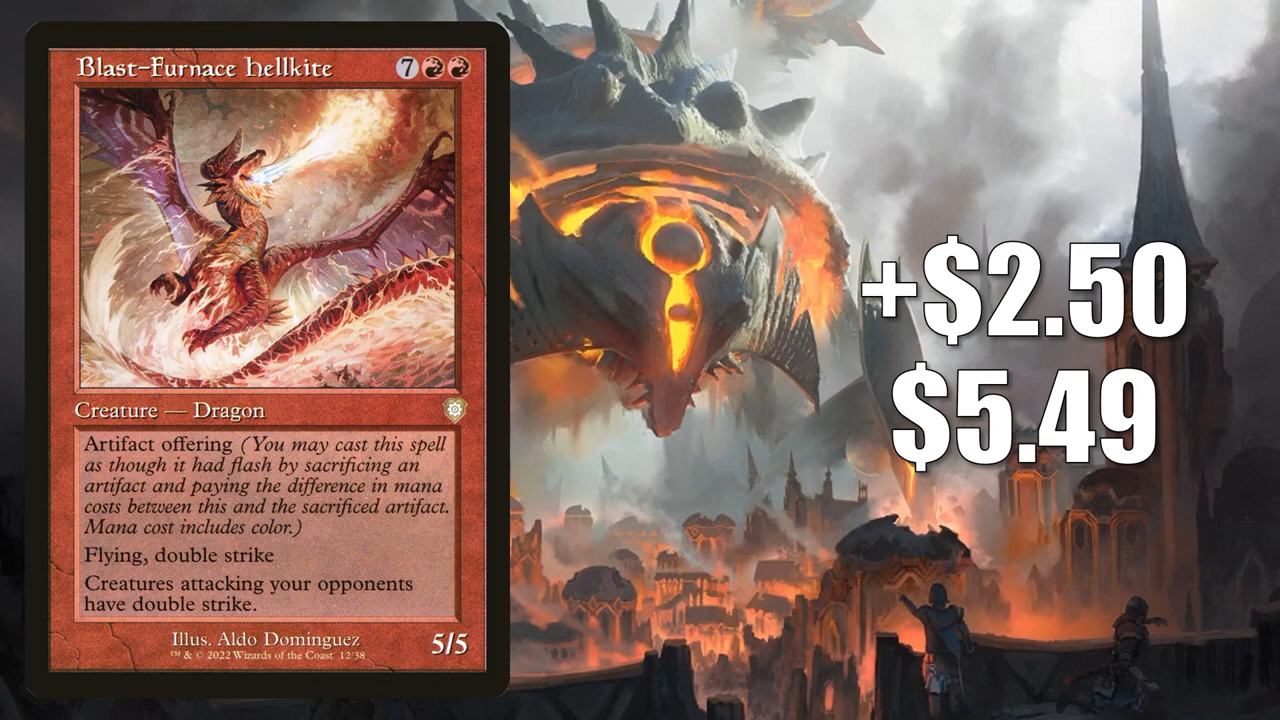 Blast-Furnace Hellkite 7
Creature — Dragon
Artifact offering (You may cast this spell
as though it had flash by sacrificing an
artifact and paying the difference in mana
costs between this and the sacrificed artifact.
Mana cost includes color.)
Flying, double strike
Creatures attacking your opponents
have double strike.
Illus. Aldo Domínguez
™ & © 2022 Wizards of the Coast 12/38
5/5
+$2.50
$5.49